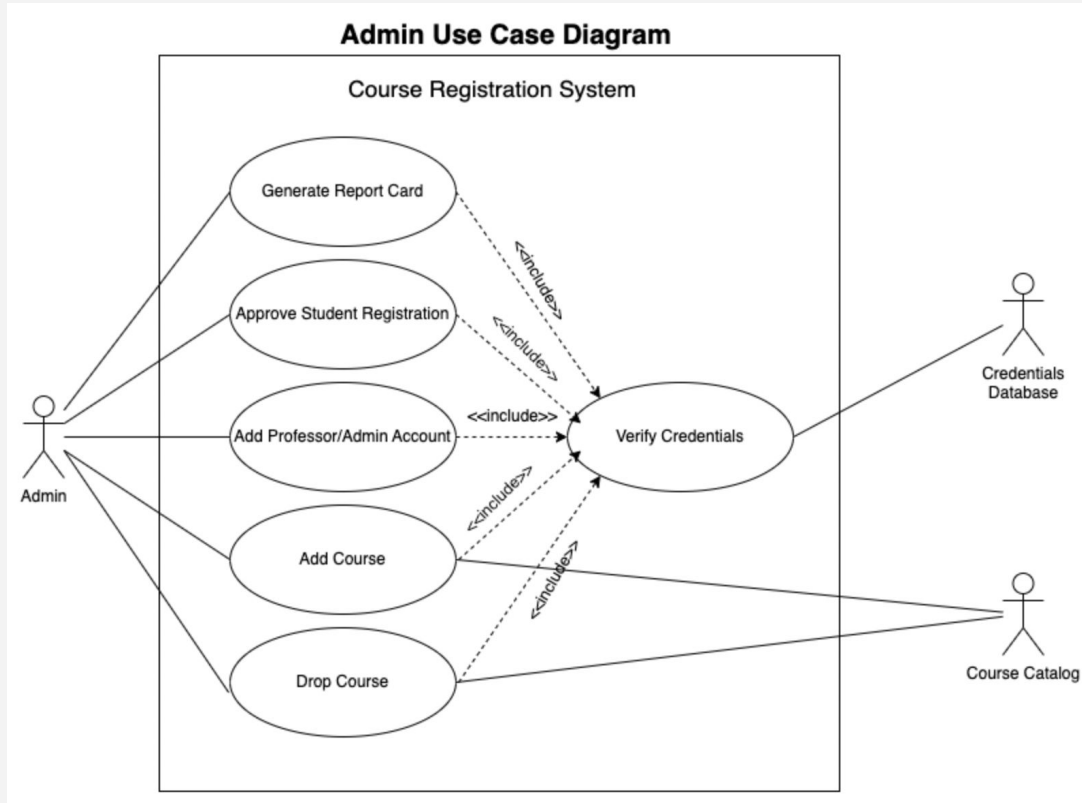 Admin Use Case Diagram
Course Registration System
Generate Report Card
<<include>>
Approve Student Registration
<<include>>
Credentials
Database
Add Professor/Admin Account
<<include>>
Verify Credentials
Admin
<<include>>
Add Course
<<include>>
Course Catalog
Drop Course